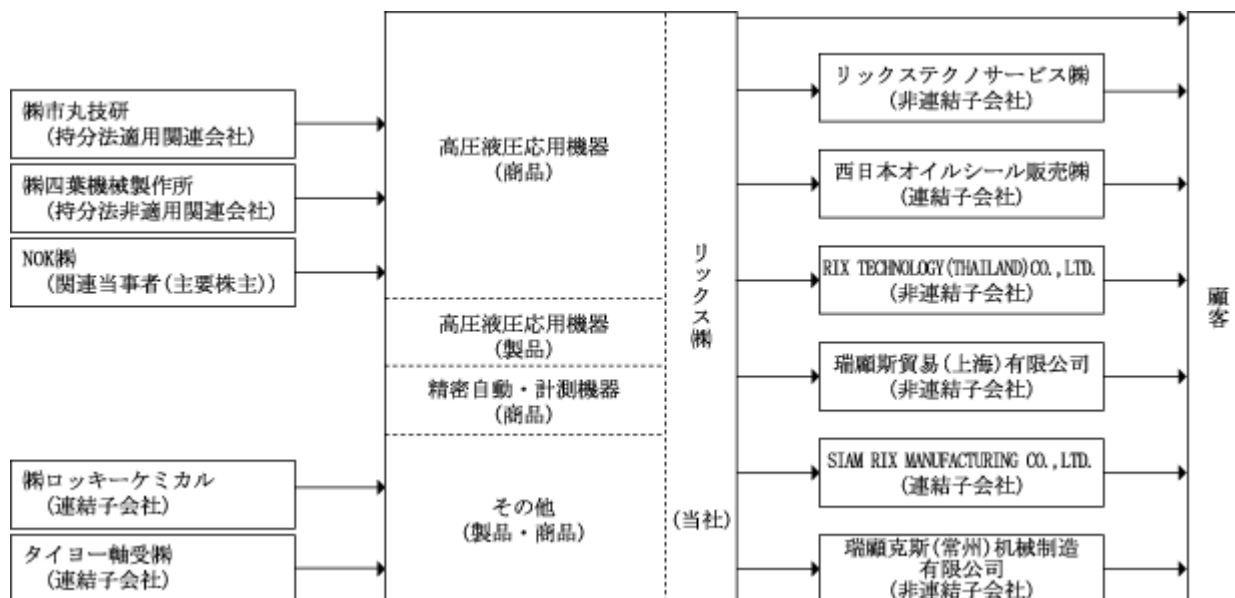 ㈱市丸技研
(持分法適用関連会社)
㈱四葉機械製作所
(持分法非適用関連会社)
NOK㈱
(関連当事者(主要株主))
㈱ロッキーケミカル
(連結子会社)
タイヨー軸受㈱
(連結子会社)
高圧液圧応用機器
(商品)
高圧液圧応用機器
(製品)
精密自動・計測機器
(商品)
その他
(製品・商品)
リックス㈱
(当社)
リックステクノサービス㈱
(非連結子会社)
西日本オイルシール販売㈱
(連結子会社)
RIX TECHNOLOGY(THAILAND)CO.,LTD.
(非連結子会社)
瑞顧斯貿易(上海)有限公司
(非連結子会社)
SIAM RIX MANUFACTURING CO.,LTD.
(連結子会社)
瑞顧克斯(常州)机械制造
有限公司
(非連結子会社)
顧客